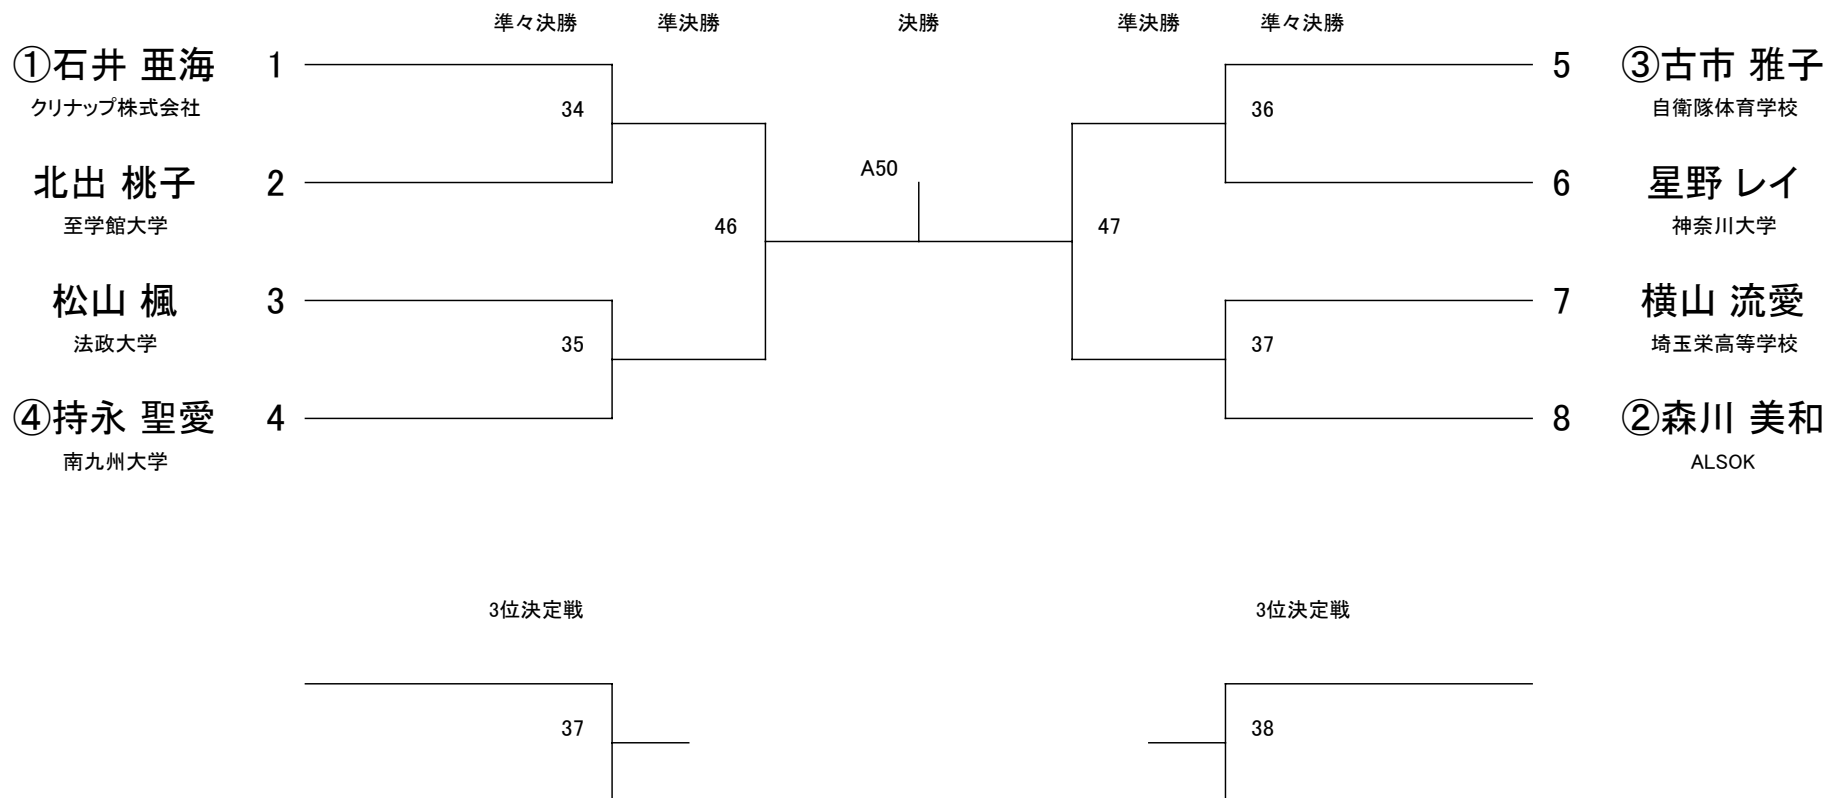 準々決勝 準決勝 決勝 準決勝 準々決勝
①石井 亜海 1 5 ③古市 雅子
クリナップ株式会社 34 36 自衛隊体育学校
A50
北出 桃子 2 6 星野 レイ
至学館大学 46 47 神奈川大学
松山 楓 3 7 横山 流愛
法政大学 35 37 埼玉栄高等学校
④持永 聖愛 4 8 ②森川 美和
南九州大学 ALSOK
3位決定戦 3位決定戦
37 38